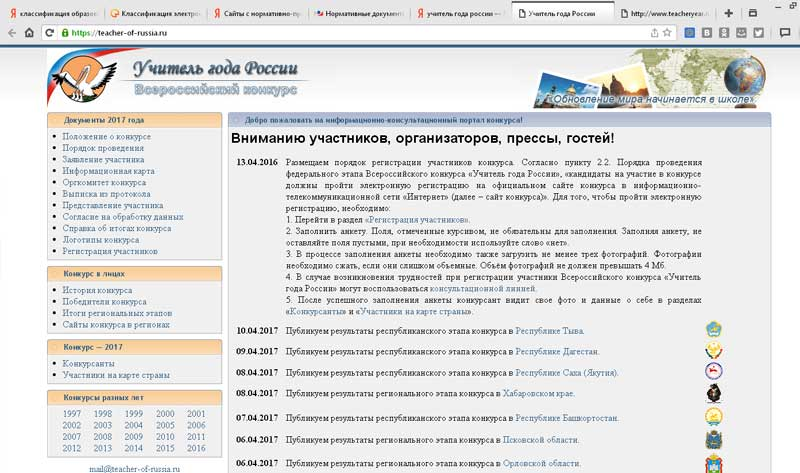 классификация образов
Классификация электрон
Сайты с нормативно-пр
Нормативные документ
учитель года россии —
Учитель года России
http://www.teacheryear.r
https://teacher-of-russia.ru
Учитель года России
Всероссийский конкурс
«Обновление мира начинается в школе».
Документы 2017 года
Положение о конкурсе
Порядок проведения
Заявление участника
Информационная карта
Оргкомитет конкурса
Выписка из протокола
Представление участника
Согласие на обработку данных
Справка об итогах конкурса
Логотипы конкурса
Регистрация участников
Конкурс в лицах
История конкурса
Победители конкурса
Итоги региональных этапов
Сайты конкурса в регионах
Конкурс — 2017
Конкурсанты
Участники на карте страны
Конкурсы разных лет
1997 1998 1999 2000 2001
2002 2003 2004 2005 2006
2007 2008 2009 2010 2011
2012 2013 2014 2015 2016
mail@teacher-of-russia.ru
Добро пожаловать на информационно-консультационный портал конкурса!
Вниманию участников, организаторов, прессы, гостей!
13.04.2016 Размещаем порядок регистрации участников конкурса. Согласно пункту 2.2. Порядка проведения
федерального этапа Всероссийского конкурса «Учитель года России», «кандидаты на участие в конкурсе
должны пройти электронную регистрацию на официальном сайте конкурса в информационно-
телекоммуникационной сети «Интернет» (далее – сайт конкурса)». Для того, чтобы пройти электронную
регистрацию, необходимо:
1. Перейти в раздел «Регистрация участников».
2. Заполнить анкету. Поля, отмеченные курсивом, не обязательны для заполнения. Заполняя анкету, не
оставляйте поля пустыми, при необходимости используйте слово «нет».
3. В процессе заполнения анкеты необходимо также загрузить не менее трех фотографий. Фотографии
необходимо сжать, если они слишком объемные. Объём фотографий не должен превышать 4 Мб.
4. В случае возникновения трудностей при регистрации участники Всероссийского конкурса «Учитель
года России» могут воспользоваться консультационной линией.
5. После успешного заполнения анкеты конкурсант видит свое фото и данные о себе в разделах
«Конкурсанты» и «Участники на карте страны».
10.04.2017 Публикуем результаты республиканского этапа конкурса в Республике Тыва.
09.04.2017 Публикуем результаты республиканского этапа конкурса в Республике Дагестан.
08.04.2017 Публикуем результаты республиканского этапа конкурса в Республике Саха (Якутия).
08.04.2017 Публикуем результаты регионального этапа конкурса в Хабаровском крае.
07.04.2017 Публикуем результаты республиканского этапа конкурса в Республике Башкортостан.
06.04.2017 Публикуем результаты регионального этапа конкурса в Псковской области.
06.04.2017 Публикуем результаты регионального этапа конкурса в Орловской области.